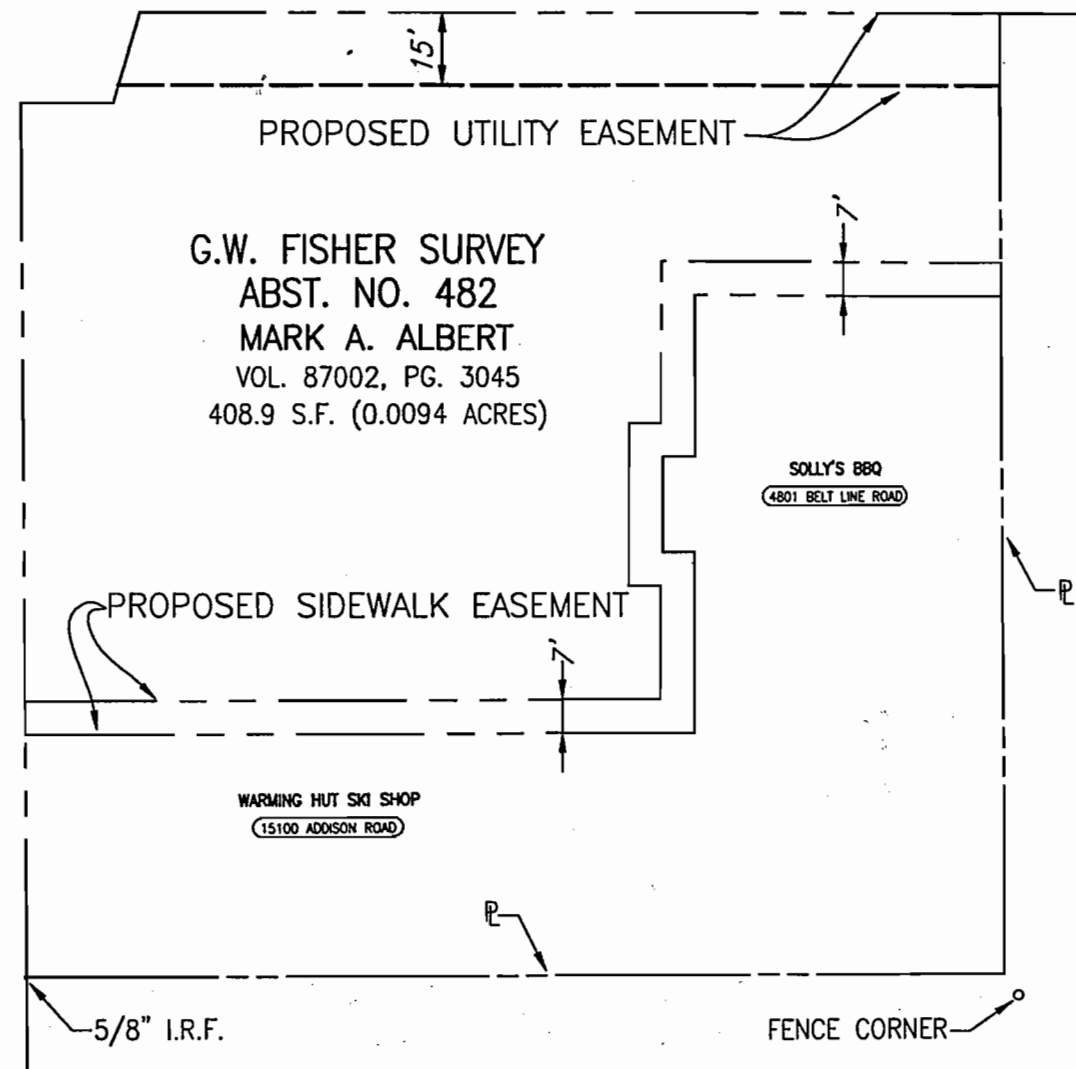 15'
PROPOSED UTILITY EASEMENT
7'
G.W. FISHER SURVEY
ABST. NO. 482
MARK A. ALBERT
VOL. 87002, PG. 3045
408.9 S.F. (0.0094 ACRES)
SOLLY'S BBQ
4801 BELT LINE ROAD
℄
PROPOSED SIDEWALK EASEMENT
7'
WARMING HUT SKI SHOP
15100 ADDISON ROAD
℄
5/8" I.R.F.
FENCE CORNER